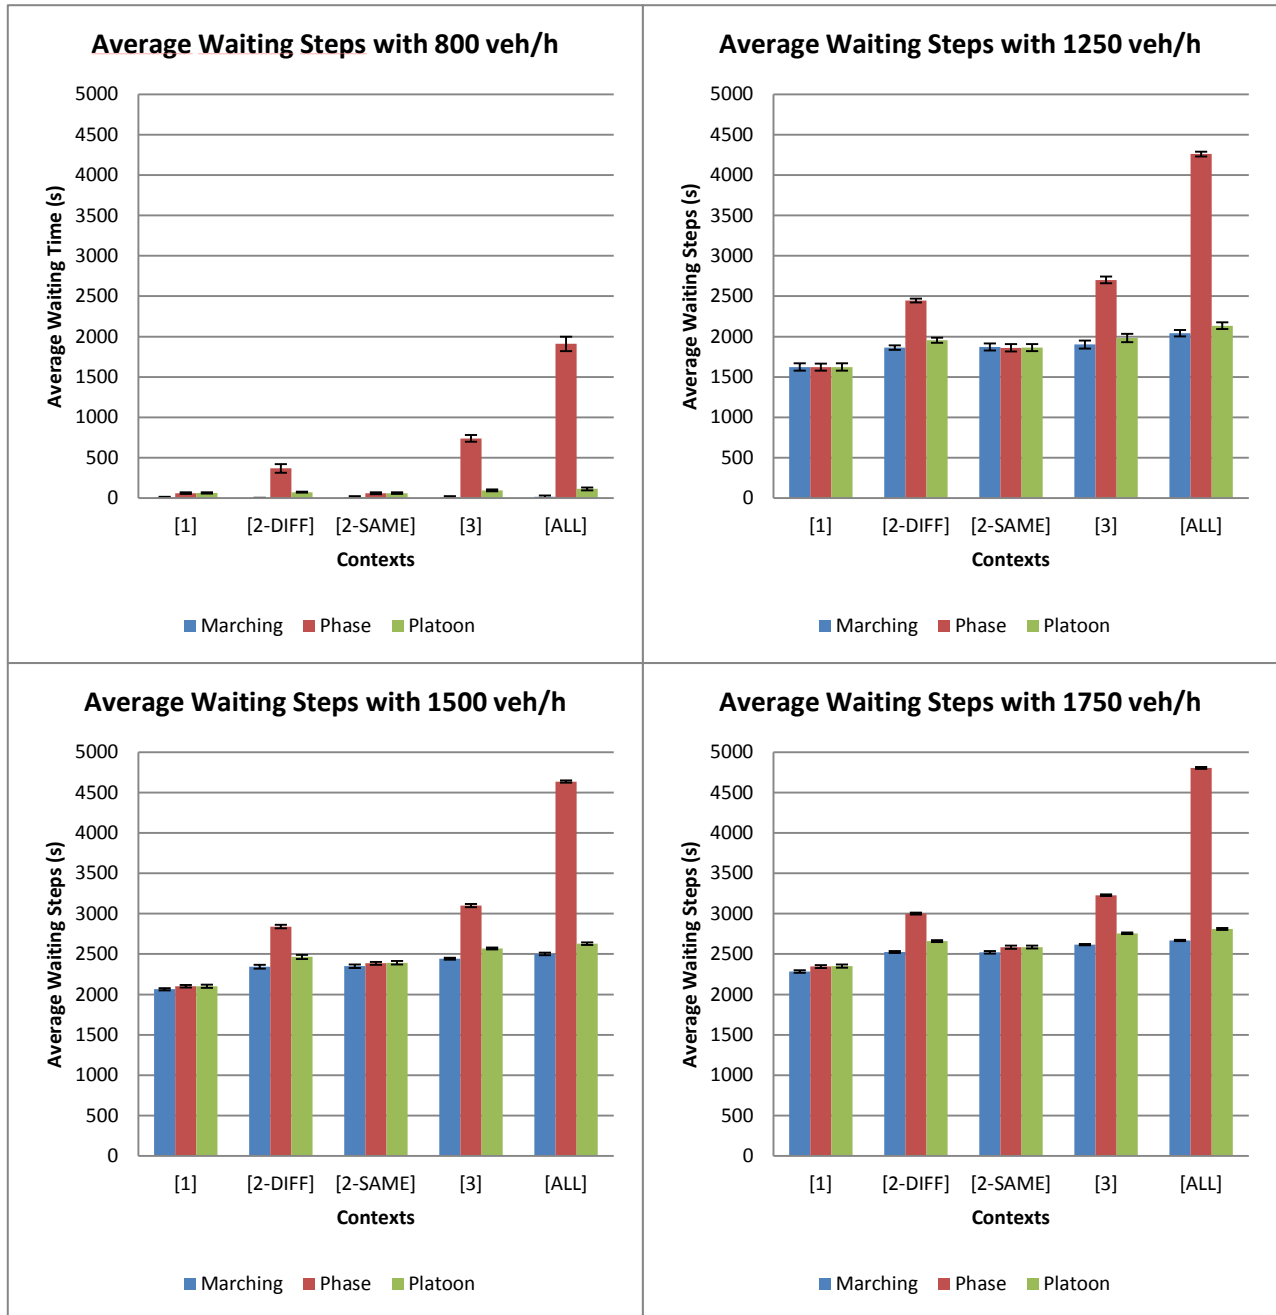 Average Waiting Steps with 800 veh/h
5000
4500
4000
3500
3000
2500
2000
1500
1000
500
0
Average Waiting Time (s)
[1] [2-DIFF] [2-SAME] [3] [ALL]
Contexts
Marching Phase Platoon
Average Waiting Steps with 1250 veh/h
5000
4500
4000
3500
3000
2500
2000
1500
1000
500
0
Average Waiting Steps (s)
[1] [2-DIFF] [2-SAME] [3] [ALL]
Contexts
Marching Phase Platoon
Average Waiting Steps with 1500 veh/h
5000
4500
4000
3500
3000
2500
2000
1500
1000
500
0
Average Waiting Steps (s)
[1] [2-DIFF] [2-SAME] [3] [ALL]
Contexts
Marching Phase Platoon
Average Waiting Steps with 1750 veh/h
5000
4500
4000
3500
3000
2500
2000
1500
1000
500
0
Average Waiting Steps (s)
[1] [2-DIFF] [2-SAME] [3] [ALL]
Contexts
Marching Phase Platoon